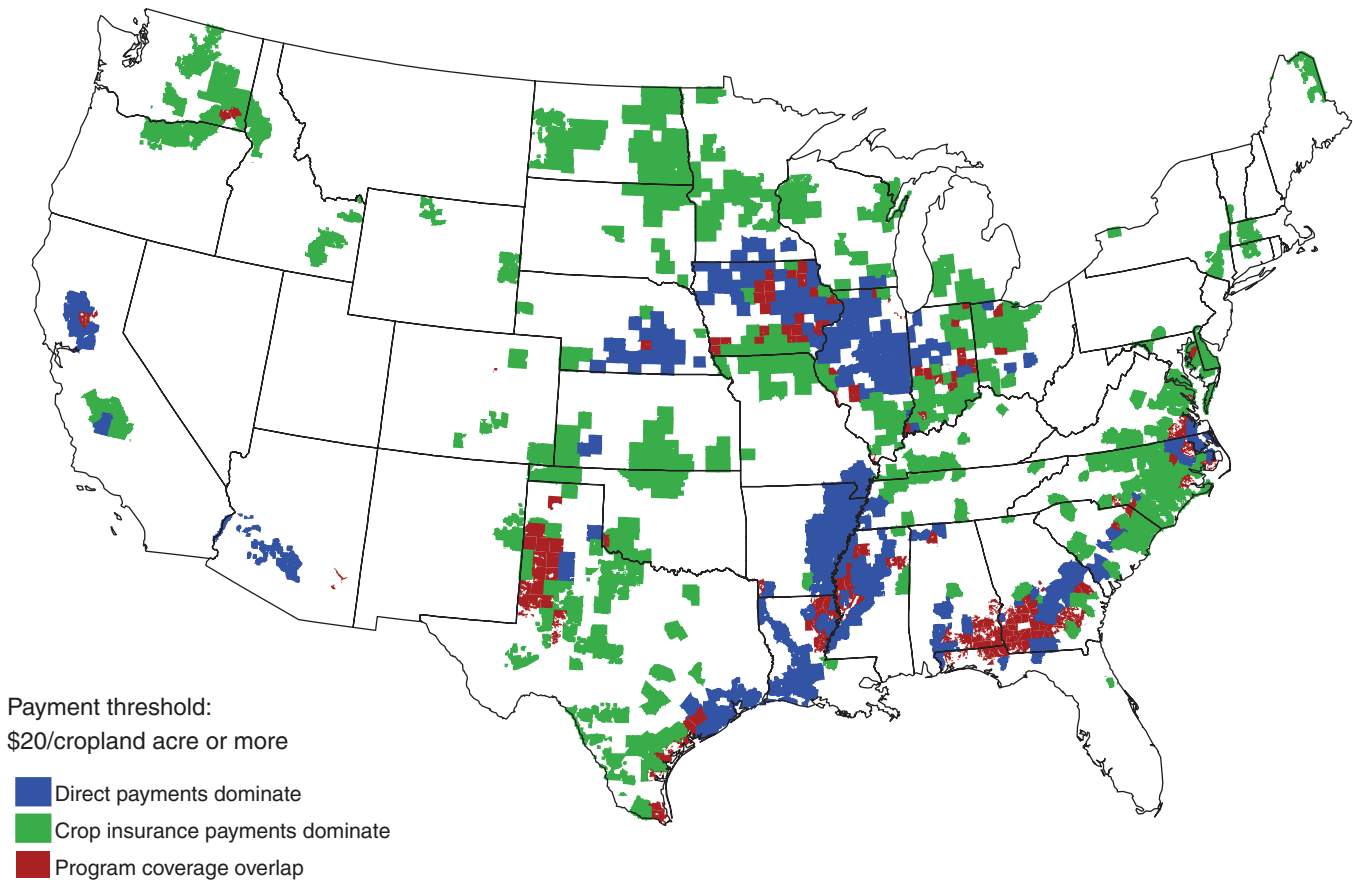 Payment threshold:
$20/cropland acre or more
Direct payments dominate
Crop insurance payments dominate
Program coverage overlap